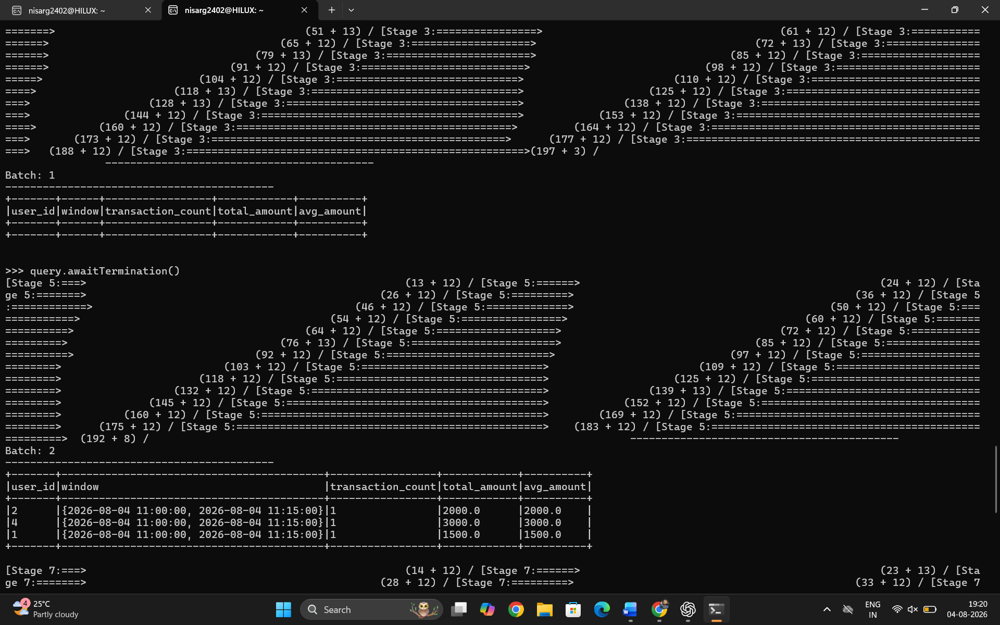 nisarg2402@HILUX: ~
nisarg2402@HILUX: ~
=======> (51 + 13) / [Stage 3:================> (61 + 12) / [Stage 3:===========
======> (65 + 12) / [Stage 3:===================> (72 + 13) / [Stage 3:===============
======> (79 + 13) / [Stage 3:=======================> (85 + 12) / [Stage 3:===================
======> (91 + 12) / [Stage 3:==========================> (98 + 12) / [Stage 3:=======================
=====> (104 + 12) / [Stage 3:=============================> (110 + 12) / [Stage 3:===========================
====> (118 + 13) / [Stage 3:=================================> (125 + 12) / [Stage 3:===============================
===> (128 + 13) / [Stage 3:=====================================> (138 + 12) / [Stage 3:===================================
===> (144 + 12) / [Stage 3:=========================================> (153 + 12) / [Stage 3:=======================================
====> (160 + 12) / [Stage 3:============================================> (164 + 12) / [Stage 3:===========================================
===> (173 + 12) / [Stage 3:===============================================> (177 + 12) / [Stage 3:===============================================
===> (188 + 12) / [Stage 3:======================================================>(197 + 3) /
-------------------------------------------
Batch: 1
-------------------------------------------
+-------+------+-----------------+------------+----------+
|user_id|window|transaction_count|total_amount|avg_amount|
+-------+------+-----------------+------------+----------+
+-------+------+-----------------+------------+----------+
>>> query.awaitTermination()
[Stage 5:===> (13 + 12) / [Stage 5:======> (24 + 12) / [Sta
ge 5:=======> (26 + 12) / [Stage 5:=========> (36 + 12) / [Stage 5
:============> (46 + 12) / [Stage 5:=============> (50 + 12) / [Stage 5:===
===========> (54 + 12) / [Stage 5:================> (60 + 12) / [Stage 5:=======
==========> (64 + 12) / [Stage 5:===================> (72 + 12) / [Stage 5:===========
=========> (76 + 13) / [Stage 5:=======================> (85 + 12) / [Stage 5:===============
==========> (92 + 12) / [Stage 5:==========================> (97 + 12) / [Stage 5:===================
========> (103 + 12) / [Stage 5:==============================> (109 + 12) / [Stage 5:=======================
========> (118 + 12) / [Stage 5:==================================> (125 + 12) / [Stage 5:===========================
========> (132 + 12) / [Stage 5:======================================> (139 + 13) / [Stage 5:===============================
========> (145 + 12) / [Stage 5:==========================================> (152 + 12) / [Stage 5:===================================
========> (160 + 12) / [Stage 5:=============================================> (169 + 12) / [Stage 5:=======================================
========> (175 + 12) / [Stage 5:=================================================> (183 + 12) / [Stage 5:===========================================
=========> (192 + 8) / -------------------------------------------
Batch: 2
-------------------------------------------
+-------+------------------------------------------+-----------------+------------+----------+
|user_id|window |transaction_count|total_amount|avg_amount|
+-------+------------------------------------------+-----------------+------------+----------+
|2 |{2026-08-04 11:00:00, 2026-08-04 11:15:00}|1 |2000.0 |2000.0 |
|4 |{2026-08-04 11:00:00, 2026-08-04 11:15:00}|1 |3000.0 |3000.0 |
|1 |{2026-08-04 11:00:00, 2026-08-04 11:15:00}|1 |1500.0 |1500.0 |
+-------+------------------------------------------+-----------------+------------+----------+
[Stage 7:===> (14 + 12) / [Stage 7:======> (23 + 13) / [Sta
ge 7:=======> (28 + 12) / [Stage 7:=========> (33 + 12) / [Stage 7
4
25°C
Partly cloudy
Search
ENG
IN
19:20
04-08-2026